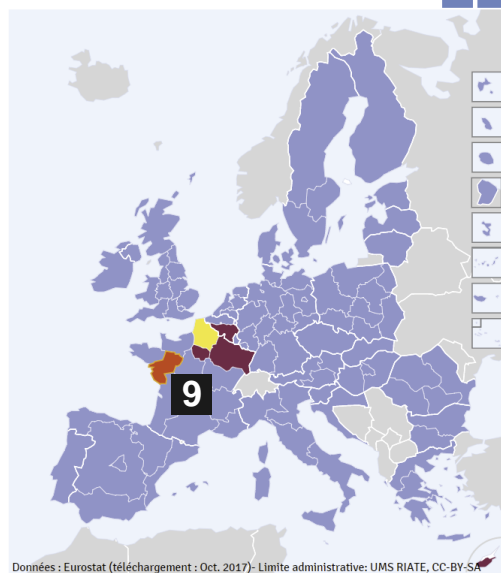 9
Données : Eurostat (téléchargement : Oct. 2017)- Limite administrative: UMS RIATE, CC-BY-SA